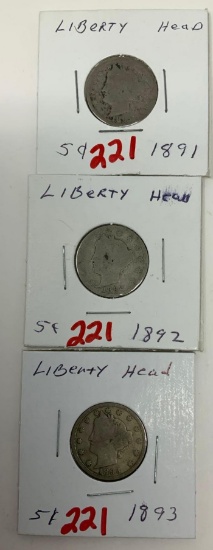 LIBERTY HeaD
5¢ 221 1891
LIBERTY Head
5¢ 221 1892
LIBERTY Head
5¢ 221 1893